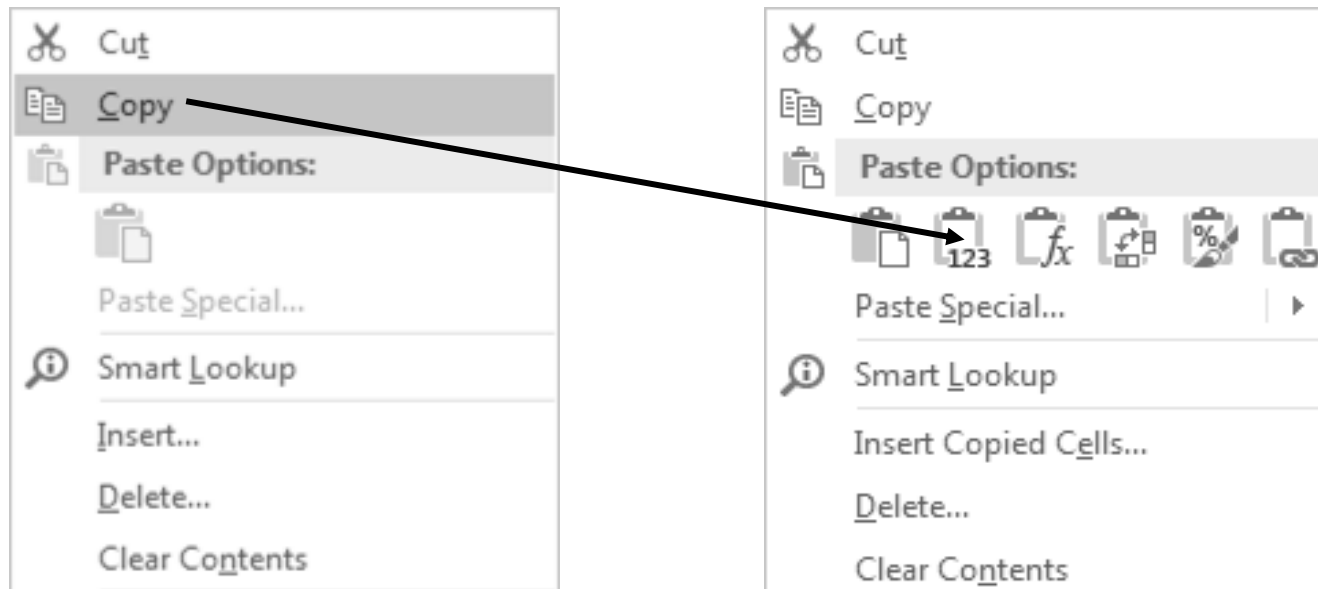 Cut
Copy
Paste Options:
Paste Special...
Smart Lookup
Insert...
Delete...
Clear Contents
Cut
Copy
Paste Options:
123 fx %
Paste Special...
Smart Lookup
Insert Copied Cells...
Delete...
Clear Contents